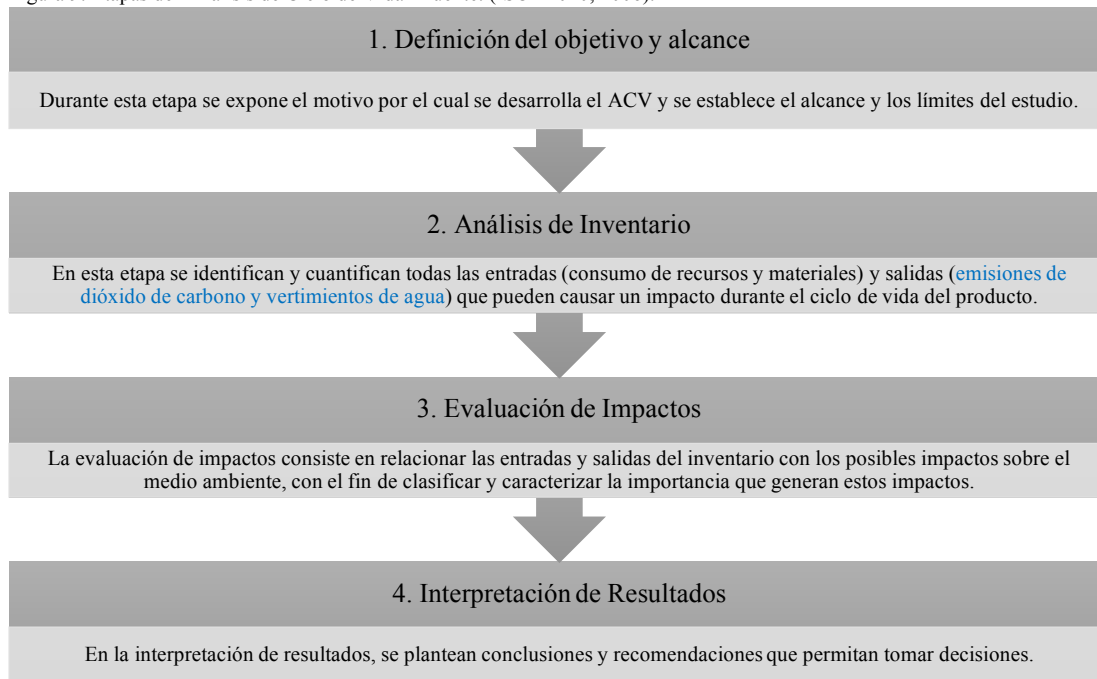 1. Definición del objetivo y alcance
Durante esta etapa se expone el motivo por el cual se desarrolla el ACV y se establece el alcance y los límites del estudio.
2. Análisis de Inventario
En esta etapa se identifican y cuantifican todas las entradas (consumo de recursos y materiales) y salidas (emisiones de
dióxido de carbono y vertimientos de agua) que pueden causar un impacto durante el ciclo de vida del producto.
3. Evaluación de Impactos
La evaluación de impactos consiste en relacionar las entradas y salidas del inventario con los posibles impactos sobre el
medio ambiente, con el fin de clasificar y caracterizar la importancia que generan estos impactos.
4. Interpretación de Resultados
En la interpretación de resultados, se plantean conclusiones y recomendaciones que permitan tomar decisiones.